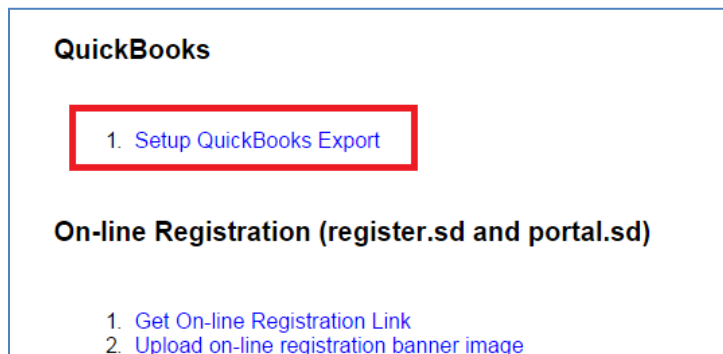 QuickBooks
1. Setup QuickBooks Export
On-line Registration (register.sd and portal.sd)
1. Get On-line Registration Link
2. Upload on-line registration banner image